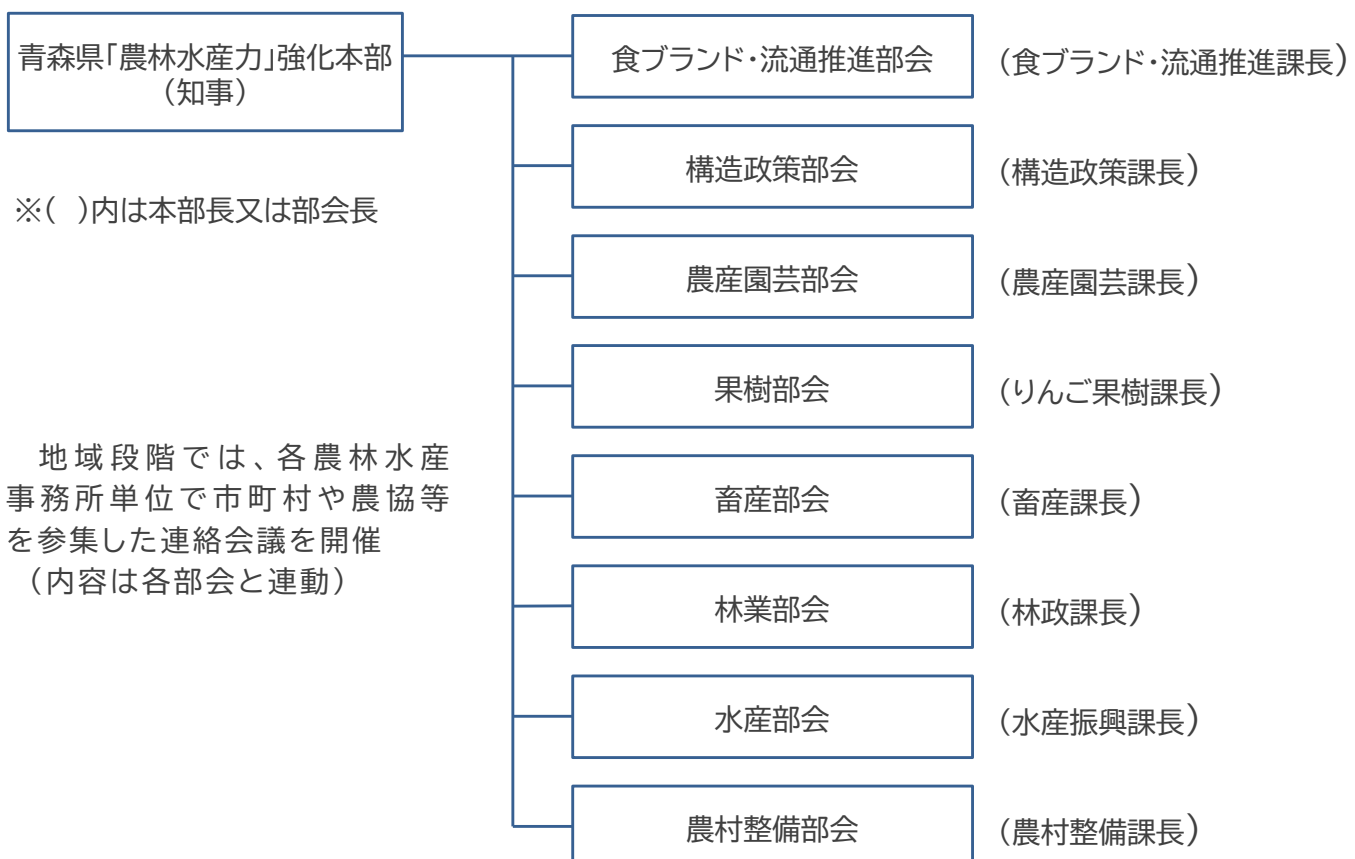 青森県「農林水産力」強化本部
(知事)
食ブランド・流通推進部会
(食ブランド・流通推進課長)
構造政策部会
(構造政策課長)
※( )内は本部長又は部会長
農産園芸部会
(農産園芸課長)
果樹部会
(りんご果樹課長)
地域段階では、各農林水産
事務所単位で市町村や農協等
を参集した連絡会議を開催
(内容は各部会と連動)
畜産部会
(畜産課長)
林業部会
(林政課長)
水産部会
(水産振興課長)
農村整備部会
(農村整備課長)